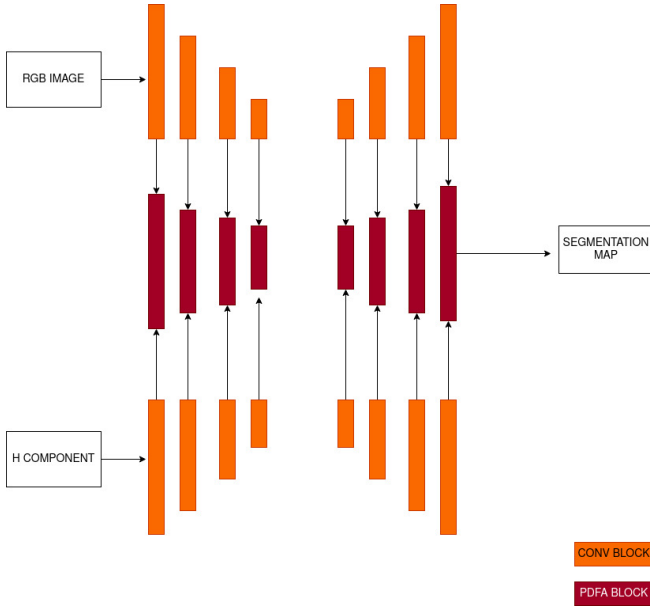 RGB IMAGE
SEGMENTATION
MAP
H COMPONENT
CONV BLOCK
PDFA BLOCK